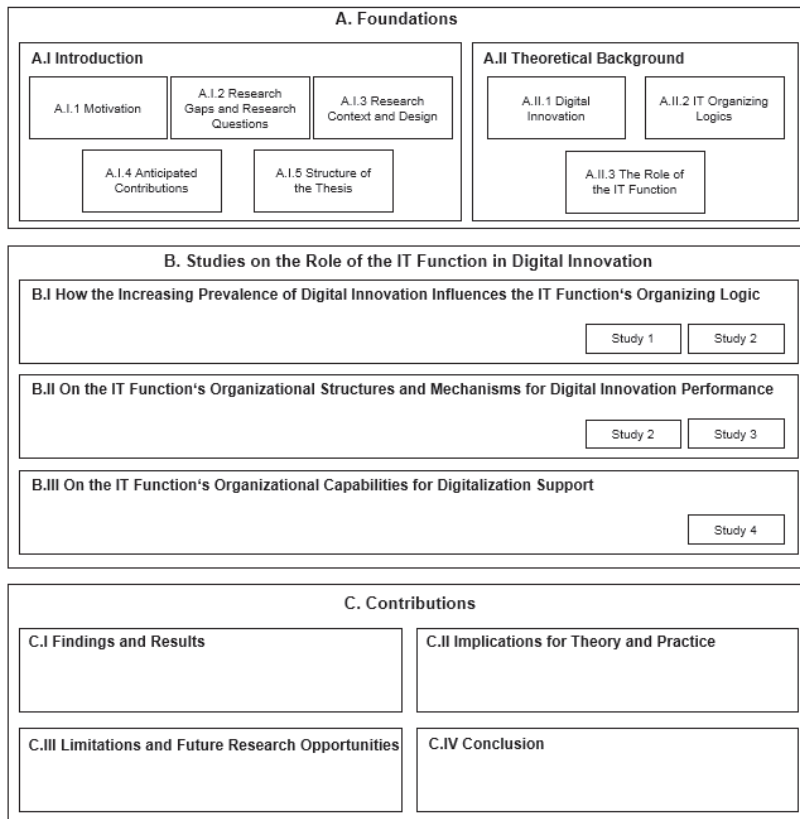 A. Foundations
A.I Introduction
A.I.1 Motivation
A.I.2 Research
Gaps and Research
Questions
A.I.3 Research
Context and Design
A.I.4 Anticipated
Contributions
A.I.5 Structure of
the Thesis
A.II Theoretical Background
A.II.1 Digital
Innovation
A.II.2 IT Organizing
Logics
A.II.3 The Role of
the IT Function
B. Studies on the Role of the IT Function in Digital Innovation
B.I How the Increasing Prevalence of Digital Innovation Influences the IT Function‘s Organizing Logic
Study 1
Study 2
B.II On the IT Function‘s Organizational Structures and Mechanisms for Digital Innovation Performance
Study 2
Study 3
B.III On the IT Function‘s Organizational Capabilities for Digitalization Support
Study 4
C. Contributions
C.I Findings and Results
C.II Implications for Theory and Practice
C.III Limitations and Future Research Opportunities
C.IV Conclusion